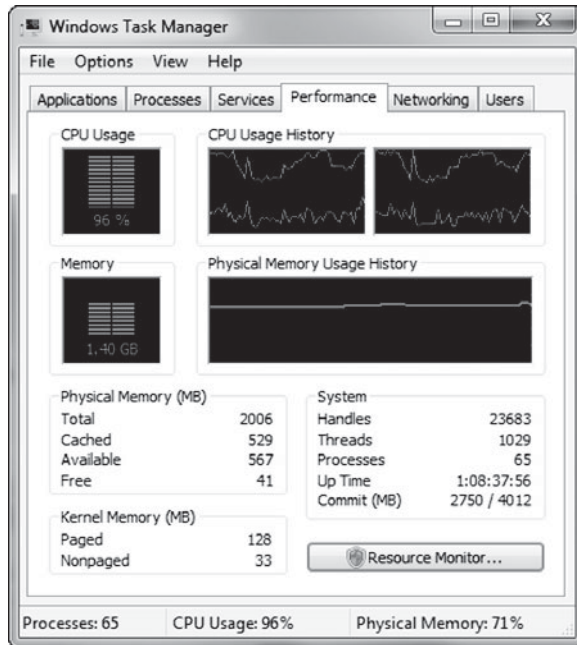 Windows Task Manager
File Options View Help
Applications Processes Services Performance Networking Users
CPU Usage
CPU Usage History
96 %
Memory
Physical Memory Usage History
1.40 GB
Physical Memory (MB)
Total 2006
Cached 529
Available 567
Free 41
Kernel Memory (MB)
Paged 128
Nonpaged 33
System
Handles 23683
Threads 1029
Processes 65
Up Time 1:08:37:56
Commit (MB) 2750 / 4012
Resource Monitor...
Processes: 65 CPU Usage: 96% Physical Memory: 71%